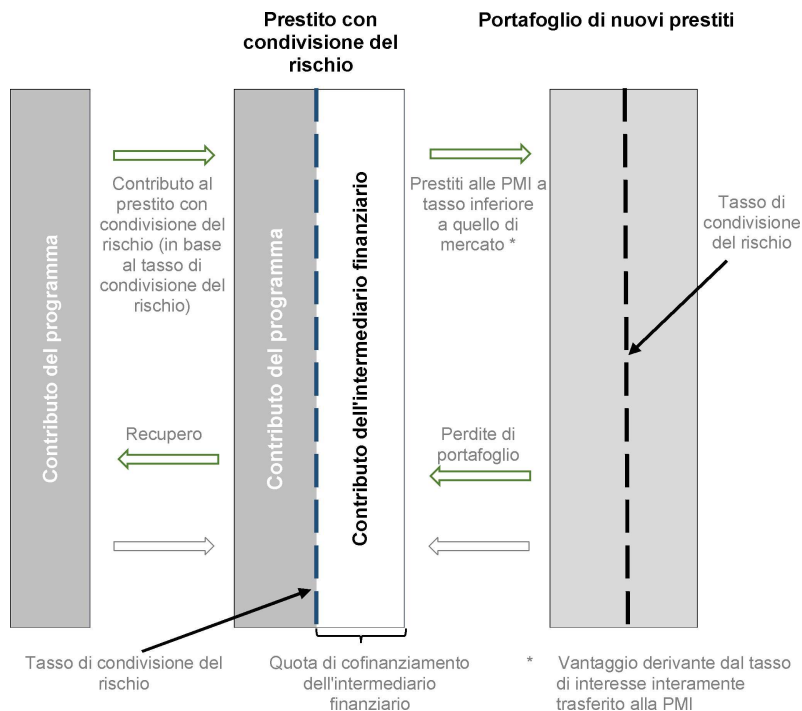 Prestito con
condivisione del
rischio
Portafoglio di nuovi prestiti
Contributo del programma
Contributo al
prestito con
condivisione del
rischio (in base
al tasso di
condivisione del
rischio)
Recupero
Contributo del programma
Contributo dell'intermediario finanziario
Prestiti alle PMI a
tasso inferiore
a quello di
mercato *
Perdite di
portafoglio
Tasso di
condivisione
del rischio
Tasso di condivisione del
rischio
Quota di cofinanziamento
dell'intermediario
finanziario
* Vantaggio derivante dal tasso
di interesse interamente
trasferito alla PMI